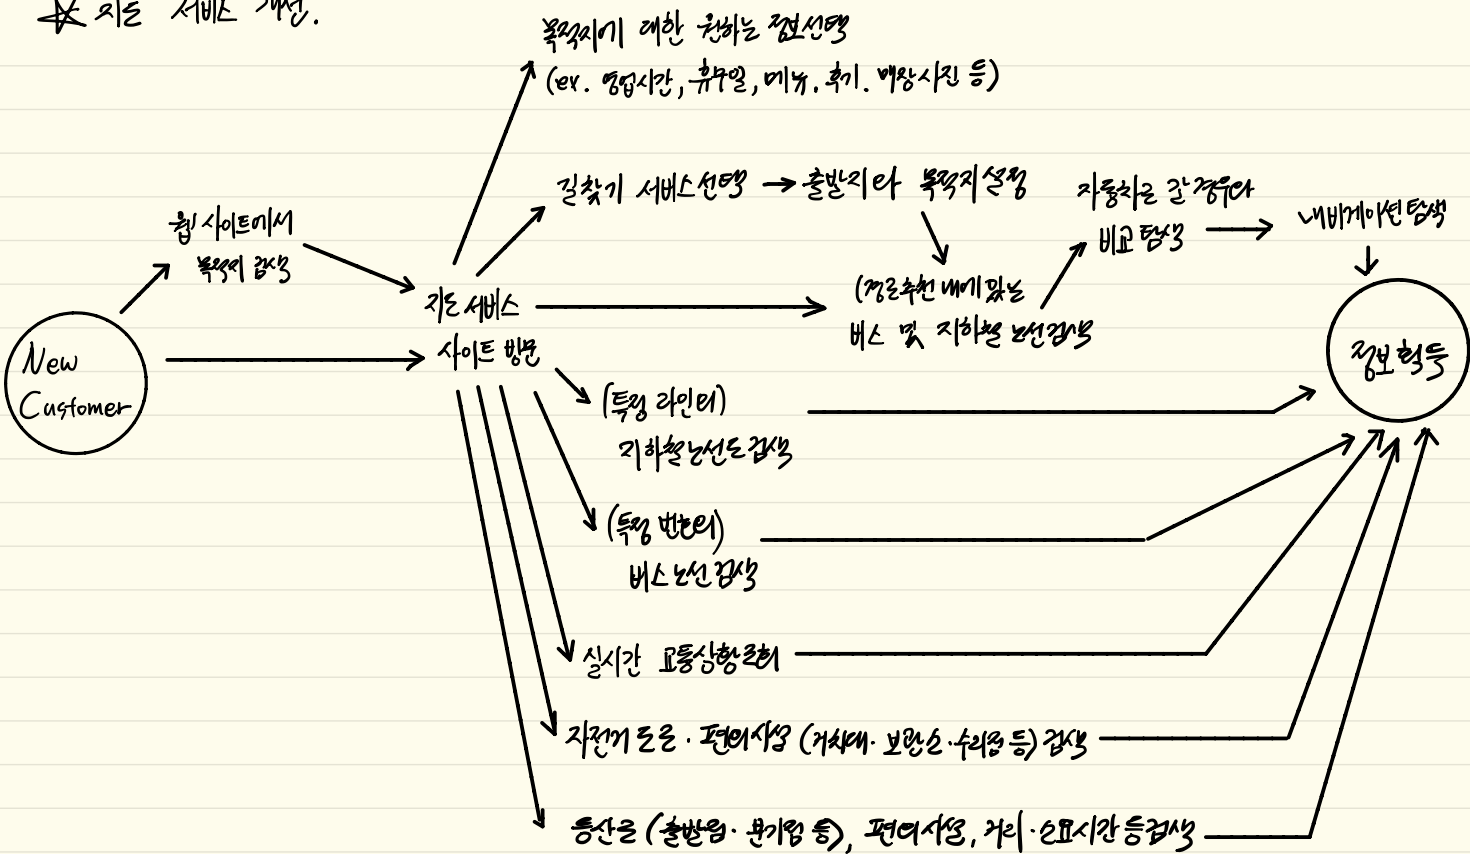 ☆ 지도 서비스 개선.
목적지에 대한 원하는 정보선택
(ex. 영업시간, 휴무일, 메뉴, 후기. 매장사진 등)
길찾기 서비스선택 → 출발지와 목적지설정
자동차로 갈 경우와
비교탐색
내비게이션탐색
웹 사이트에서
목적지 검색
(경로추천 내에 있는
버스 및 지하철 노선검색
지도 서비스
사이트 방문
New
Customer
정보획득
(특정 라인의)
지하철노선도검색
(특정 번호의)
버스노선검색
실시간 교통상황조회
자전거 도로·편의시설 (거치대·보관소·수리점 등) 검색
등산로 (출발점·분기점 등), 편의시설, 거리·소요시간등검색